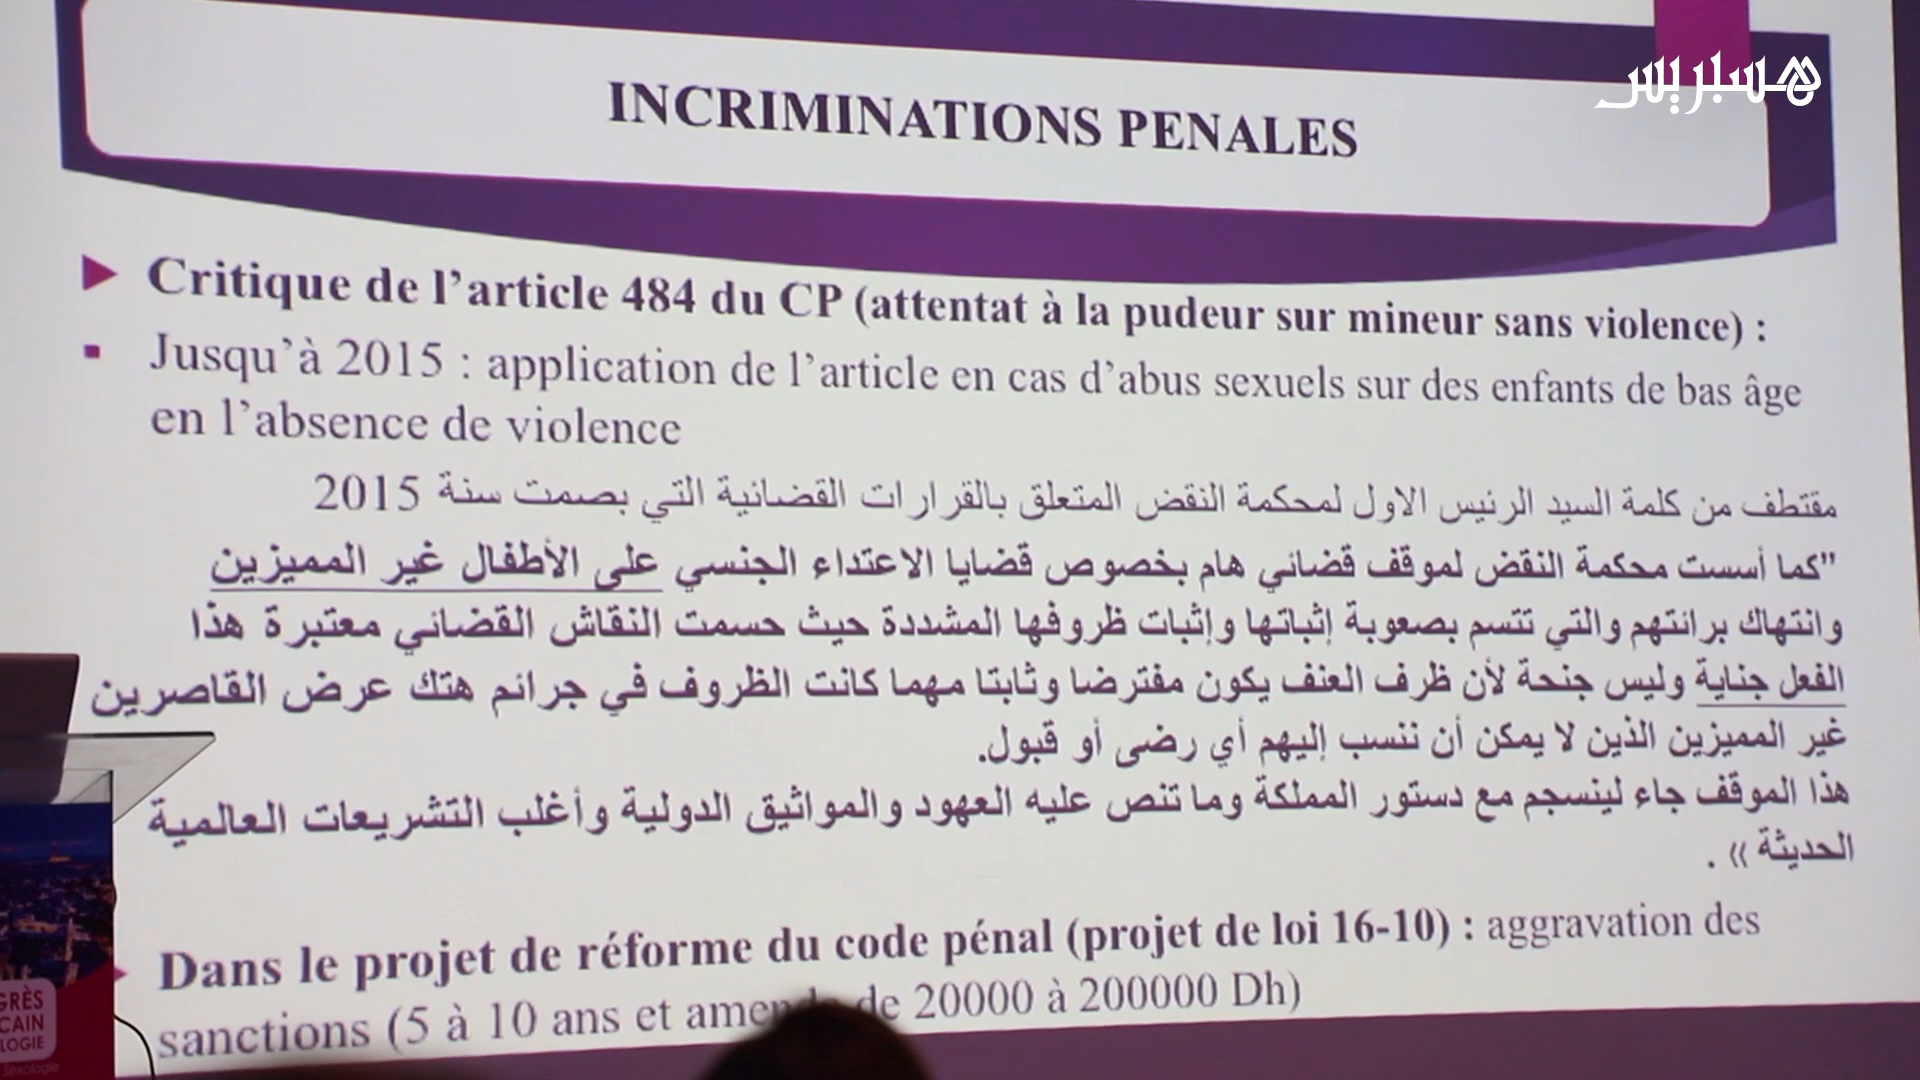 هسبريس
INCRIMINATIONS PENALES
Critique de l’article 484 du CP (attentat à la pudeur sur mineur sans violence) :
Jusqu’à 2015 : application de l’article en cas d’abus sexuels sur des enfants de bas âge
en l’absence de violence
مقتطف من كلمة السيد الرئيس الاول لمحكمة النقض المتعلق بالقرارات القضائية التي بصمت سنة 2015
"كما أسست محكمة النقض لموقف قضائي هام بخصوص قضايا الاعتداء الجنسي على الأطفال غير المميزين
وانتهاك برائتهم والتي تتسم بصعوبة إثباتها وإثبات ظروفها المشددة حيث حسمت النقاش القضائي معتبرة هذا
الفعل جناية وليس جنحة لأن ظرف العنف يكون مفترضا وثابتا مهما كانت الظروف في جرائم هتك عرض القاصرين
غير المميزين الذين لا يمكن أن ننسب إليهم أي رضى أو قبول.
هذا الموقف جاء لينسجم مع دستور المملكة وما تنص عليه العهود والمواثيق الدولية وأغلب التشريعات العالمية
الحديثة » .
Dans le projet de réforme du code pénal (projet de loi 16-10) : aggravation des
sanctions (5 à 10 ans et amende de 20000 à 200000 Dh)
GRÈS
CAIN
LOGIE
Sexologie